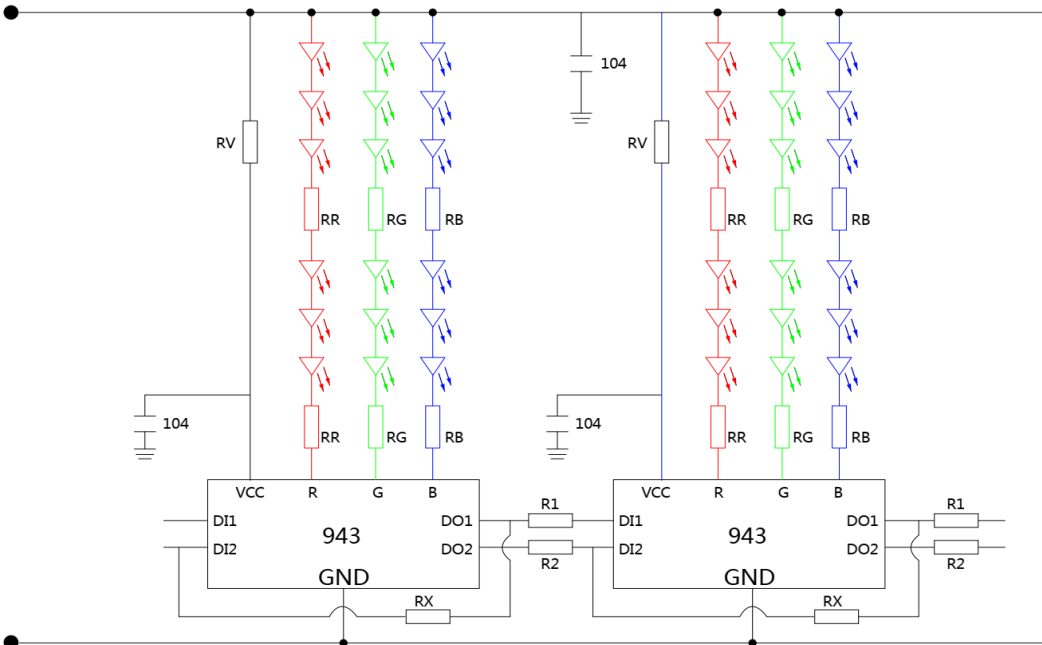 104
RV
RV
RR
RG
RB
RR
RG
RB
104
RR
RG
RB
104
RR
RG
RB
VCC
R
G
B
VCC
R
G
B
DI1
943
DO1
R1
DI1
943
DO1
R1
DI2
DO2
R2
DI2
DO2
R2
GND
GND
RX
RX